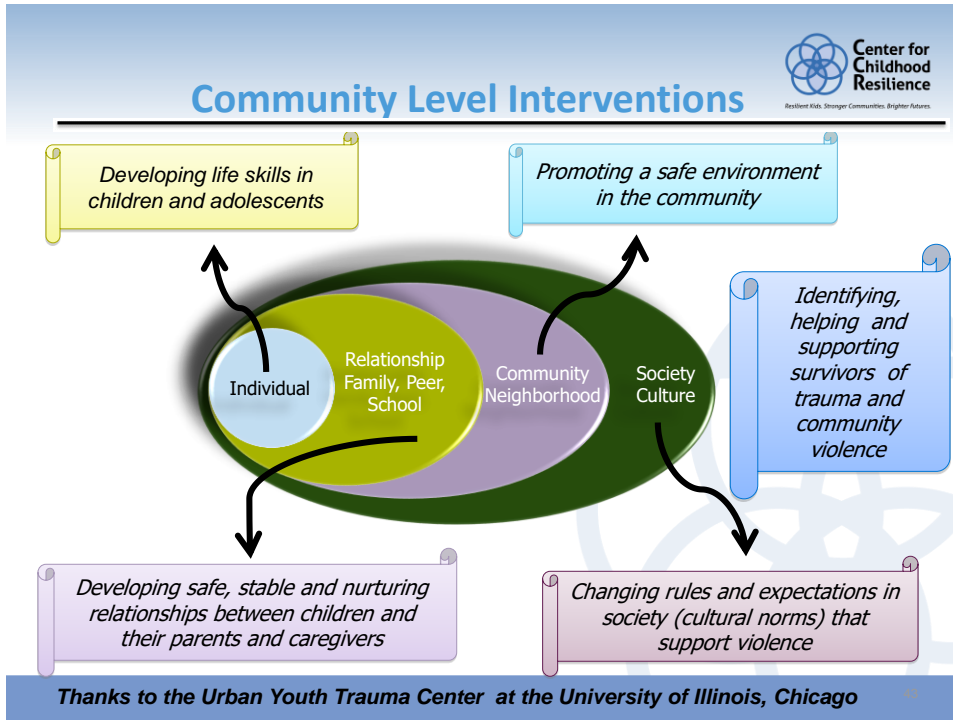 Center for
Childhood
Resilience
Resilient Kids. Stronger Communities. Brighter Futures.
Community Level Interventions
Developing life skills in
children and adolescents
Promoting a safe environment
in the community
Identifying,
helping and
supporting
survivors of
trauma and
community
violence
Individual
Relationship
Family, Peer,
School
Community
Neighborhood
Society
Culture
Developing safe, stable and nurturing
relationships between children and
their parents and caregivers
Changing rules and expectations in
society (cultural norms) that
support violence
Thanks to the Urban Youth Trauma Center at the University of Illinois, Chicago